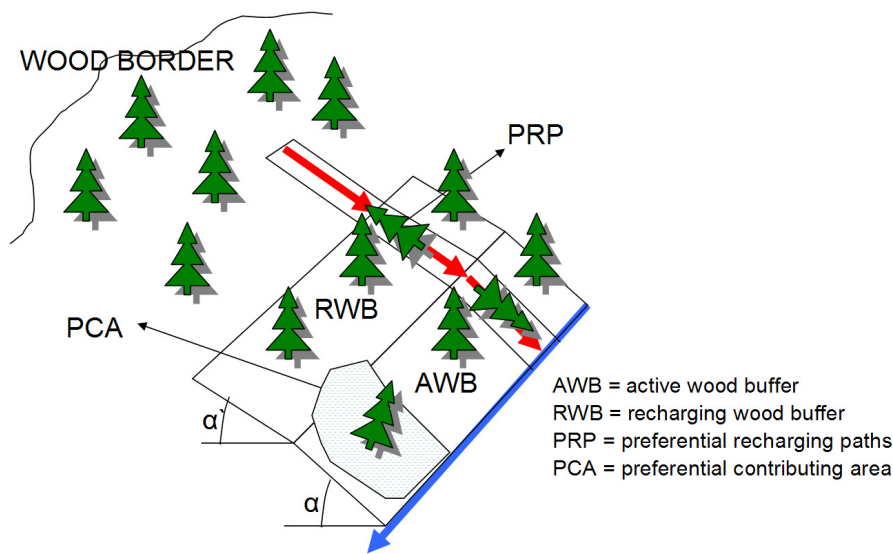 WOOD BORDER
PRP
RWB
PCA
AWB
α`
α
AWB = active wood buffer
RWB = recharging wood buffer
PRP = preferential recharging paths
PCA = preferential contributing area